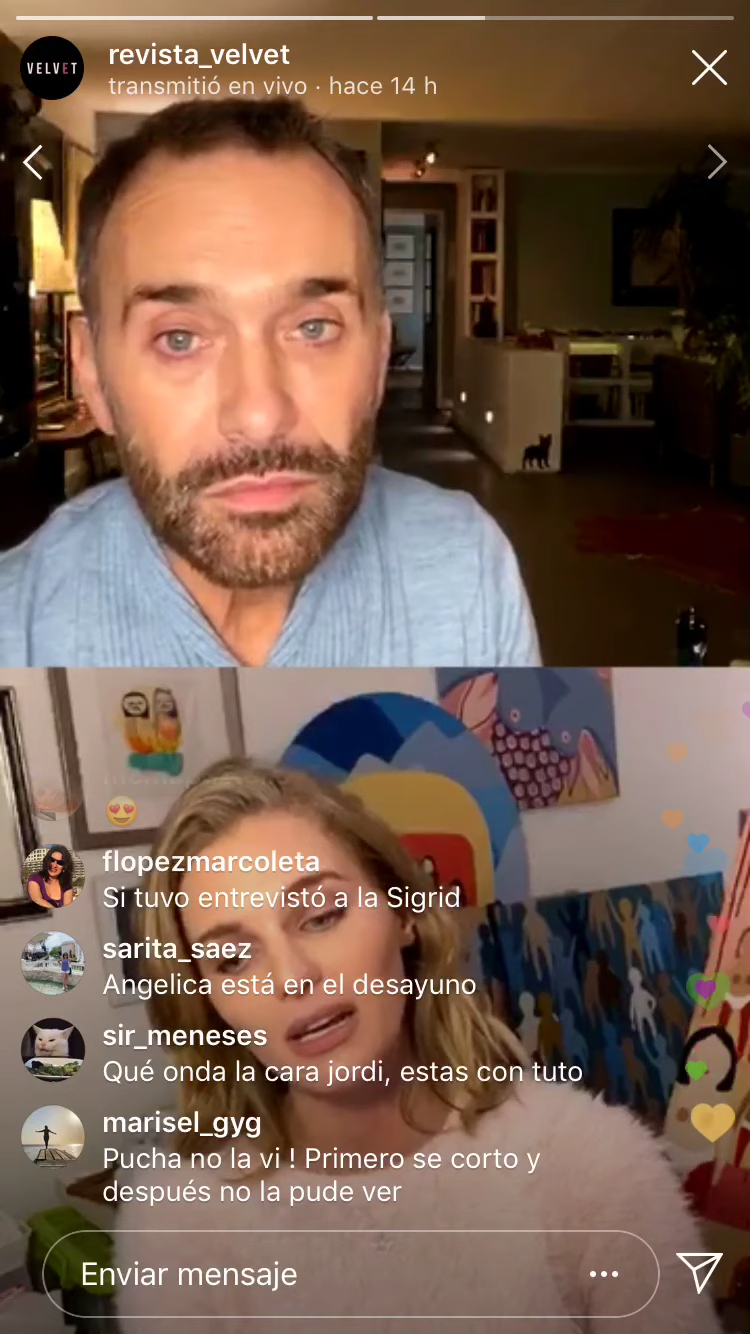 VELVET
revista_velvet
transmitió en vivo · hace 14 h
flopezmarcoleta
Si tuvo entrevistó a la Sigrid
sarita_saez
Angelica está en el desayuno
sir_meneses
Qué onda la cara jordi, estas con tuto
marisel_gyg
Pucha no la vi ! Primero se corto y
después no la pude ver
Enviar mensaje